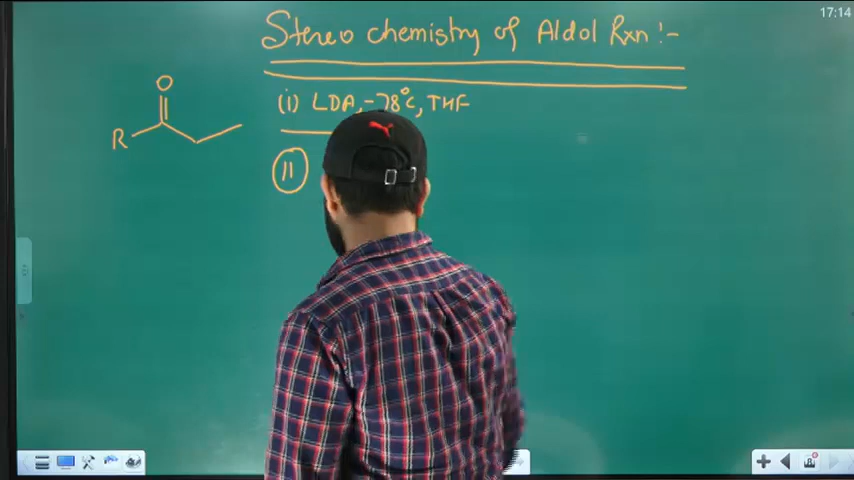 17:14
Stereo chemistry of Aldol Rxn :-
O
R
(i) LDA, -78°C, THF
(ii)